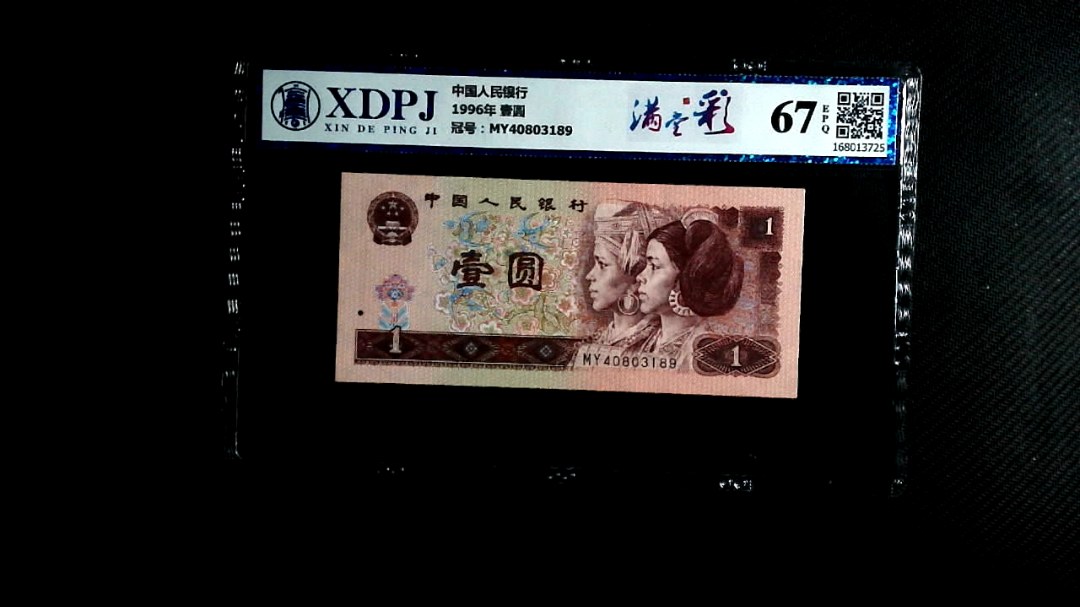 XDPJ
XIN DE PING JI
中国人民银行
1996年 壹圆
冠号：MY40803189
满堂彩
67
EPQ
168013725
中国人民银行
1
壹圆
1
MY40803189
1